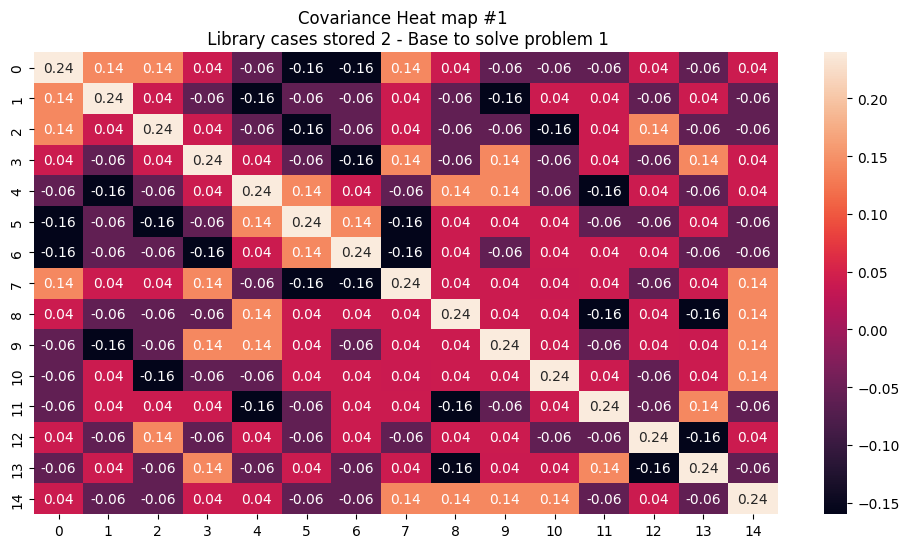 Covariance Heat map #1
Library cases stored 2 - Base to solve problem 1
0 0.24 0.14 0.14 0.04 -0.06 -0.16 -0.16 0.14 0.04 -0.06 -0.06 -0.06 0.04 -0.06 0.04
1 0.14 0.24 0.04 -0.06 -0.16 -0.06 -0.06 0.04 -0.06 -0.16 0.04 0.04 -0.06 0.04 -0.06
2 0.14 0.04 0.24 0.04 -0.06 -0.16 -0.06 0.04 -0.06 -0.06 -0.16 0.04 0.14 -0.06 -0.06
3 0.04 -0.06 0.04 0.24 0.04 -0.06 -0.16 0.14 -0.06 0.14 -0.06 0.04 -0.06 0.14 0.04
4 -0.06 -0.16 -0.06 0.04 0.24 0.14 0.04 -0.06 0.14 0.14 -0.06 -0.16 0.04 -0.06 0.04
5 -0.16 -0.06 -0.16 -0.06 0.14 0.24 0.14 -0.16 0.04 0.04 0.04 -0.06 -0.06 0.04 -0.06
6 -0.16 -0.06 -0.06 -0.16 0.04 0.14 0.24 -0.16 0.04 -0.06 0.04 0.04 0.04 -0.06 -0.06
7 0.14 0.04 0.04 0.14 -0.06 -0.16 -0.16 0.24 0.04 0.04 0.04 0.04 -0.06 0.04 0.14
8 0.04 -0.06 -0.06 -0.06 0.14 0.04 0.04 0.04 0.24 0.04 0.04 -0.16 0.04 -0.16 0.14
9 -0.06 -0.16 -0.06 0.14 0.14 0.04 -0.06 0.04 0.04 0.24 0.04 -0.06 0.04 0.04 0.14
10 -0.06 0.04 -0.16 -0.06 -0.06 0.04 0.04 0.04 0.04 0.04 0.24 0.04 -0.06 0.04 0.14
11 -0.06 0.04 0.04 0.04 -0.16 -0.06 0.04 0.04 -0.16 -0.06 0.04 0.24 -0.06 0.14 -0.06
12 0.04 -0.06 0.14 -0.06 0.04 -0.06 0.04 -0.06 0.04 0.04 -0.06 -0.06 0.24 -0.16 0.04
13 -0.06 0.04 -0.06 0.14 -0.06 0.04 -0.06 0.04 -0.16 0.04 0.04 0.14 -0.16 0.24 -0.06
14 0.04 -0.06 -0.06 0.04 0.04 -0.06 -0.06 0.14 0.14 0.14 0.14 -0.06 0.04 -0.06 0.24
0 1 2 3 4 5 6 7 8 9 10 11 12 13 14
0.20
0.15
0.10
0.05
0.00
−0.05
−0.10
−0.15